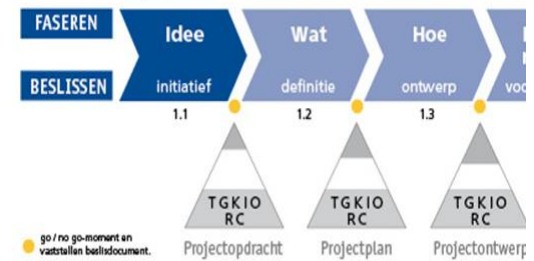 FASEREN
Idee
Wat
Hoe
BESLISSEN
initiatief
definitie
ontwerp
voo
1.1
1.2
1.3
TGKIO
RC
TGKIO
RC
TGKIO
RC
go / no go-moment en
vaststellen beslisdocument.
Projectopdracht
Projectplan
Projectontwerp